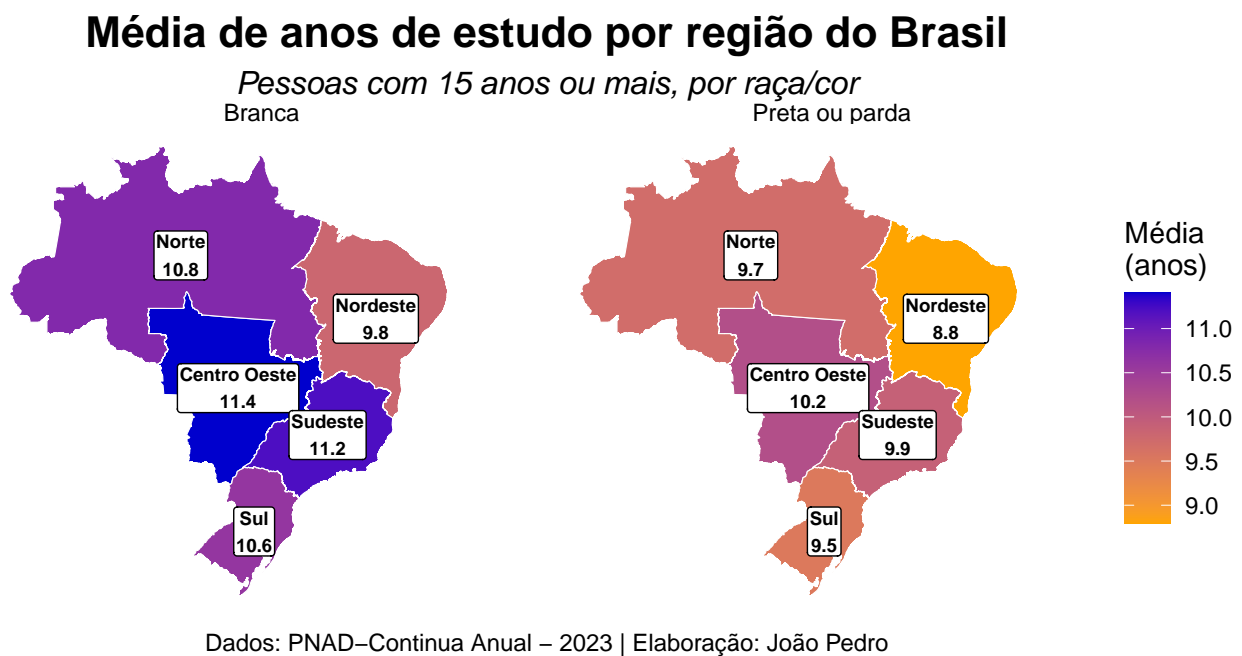 Média de anos de estudo por região do Brasil
Pessoas com 15 anos ou mais, por raça/cor
Branca
Norte
10.8
Nordeste
9.8
Centro Oeste
11.4
Sudeste
11.2
Sul
10.6
Preta ou parda
Norte
9.7
Nordeste
8.8
Centro Oeste
10.2
Sudeste
9.9
Sul
9.5
Média
(anos)
11.0
10.5
10.0
9.5
9.0
Dados: PNAD−Continua Anual − 2023 | Elaboração: João Pedro